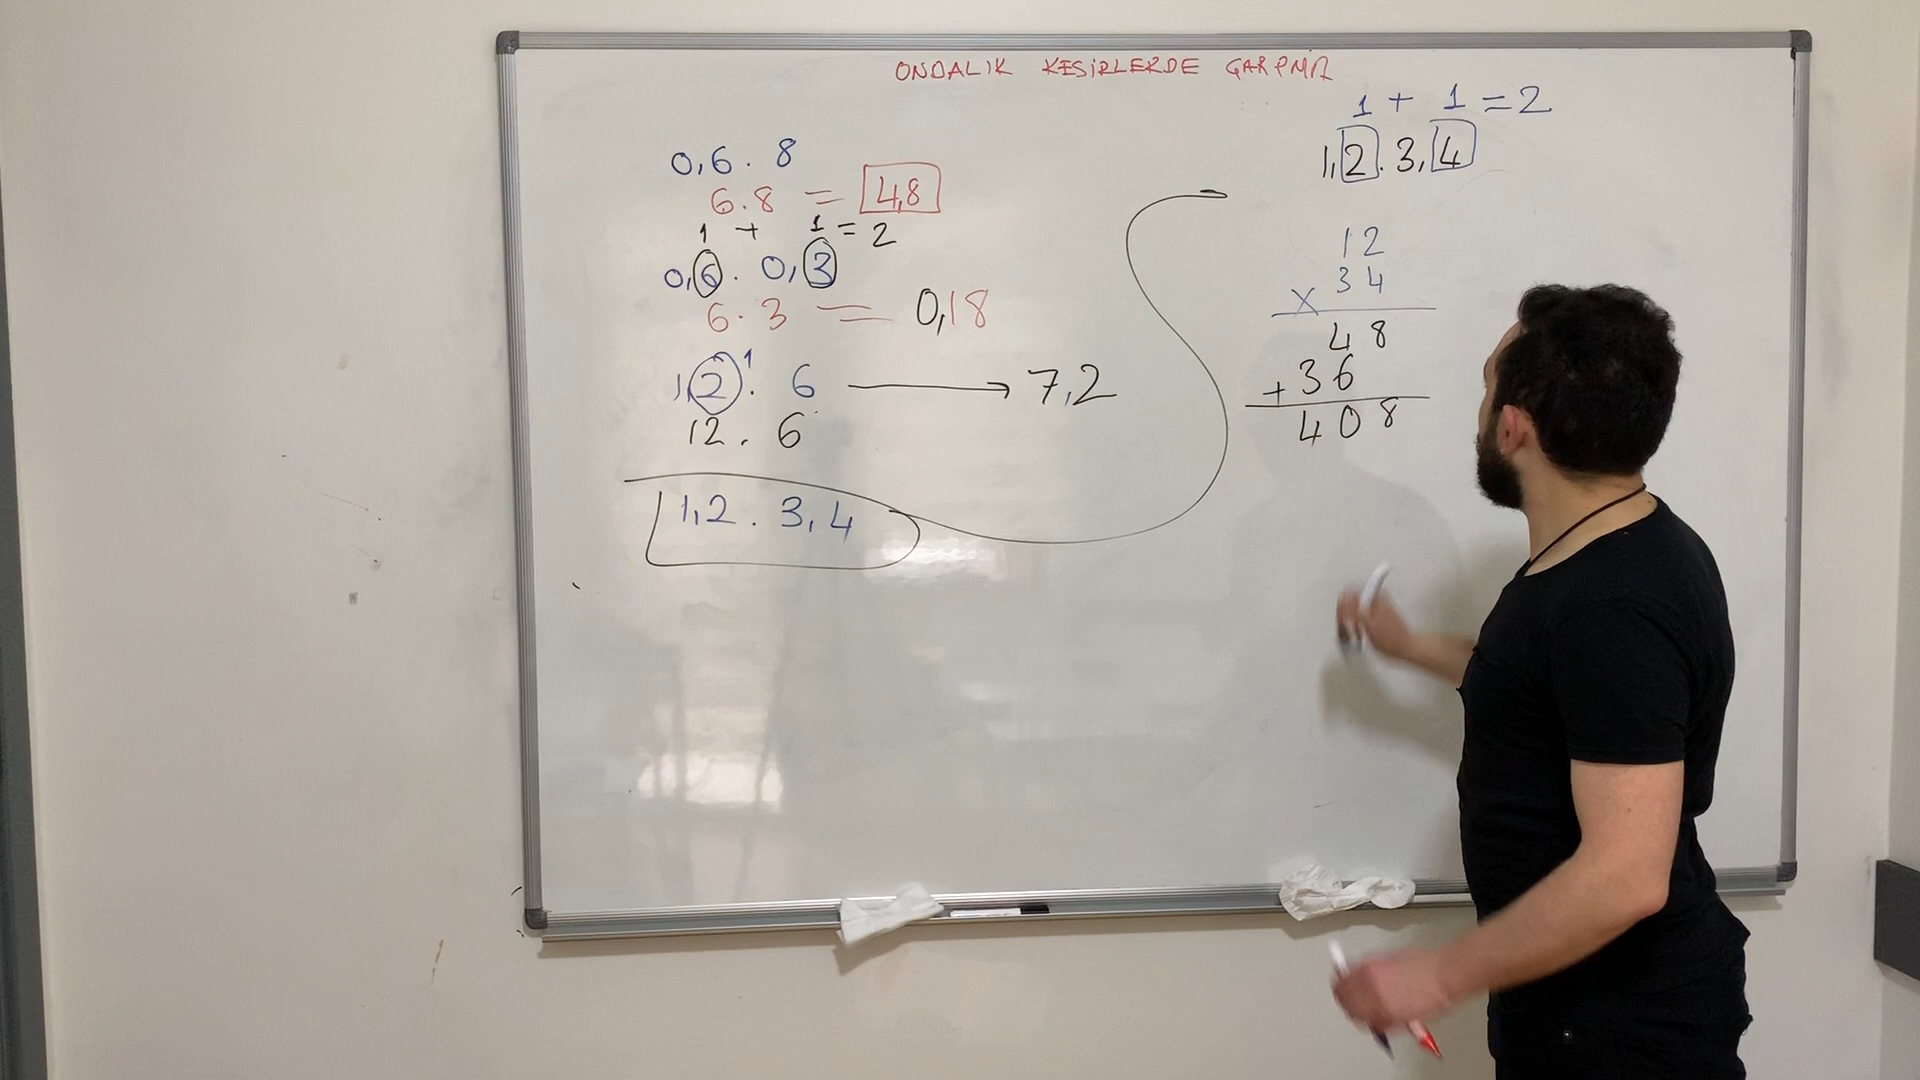 ONDALIK KESİRLERDE ÇARPMA
0,6 . 8
6.8 = 4,8
1 + 1 = 2
0,6 . 0,3
6.3 = 0,18
1,2 1 . 6 → 7,2
12 . 6
1,2 . 3,4
1 + 1 = 2
1,2 . 3,4
12
x 34
48
+ 36
408